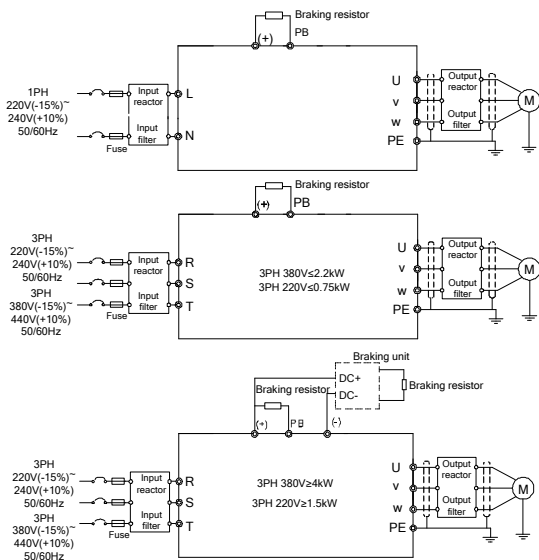 Braking resistor
(+)
PB
1PH
220V(-15%)~
240V(+10%)
50/60Hz
Fuse
Input
reactor
Input
filter
L
N
U
v
w
PE
Output
reactor
Output
filter
M
Braking resistor
(+)
PB
3PH
220V(-15%)~
240V(+10%)
50/60Hz
3PH
380V(-15%)~
440V(+10%)
50/60Hz
Fuse
Input
reactor
Input
filter
R
S
T
3PH 380V≤2.2kW
3PH 220V≤0.75kW
U
v
w
PE
Output
reactor
Output
filter
M
Braking unit
DC+
DC-
Braking resistor
Braking resistor
(+)
PB
(-)
3PH
220V(-15%)~
240V(+10%)
50/60Hz
3PH
380V(-15%)~
440V(+10%)
50/60Hz
Fuse
Input
reactor
Input
filter
R
S
T
3PH 380V≥4kW
3PH 220V≥1.5kW
U
v
w
PE
Output
reactor
Output
filter
M